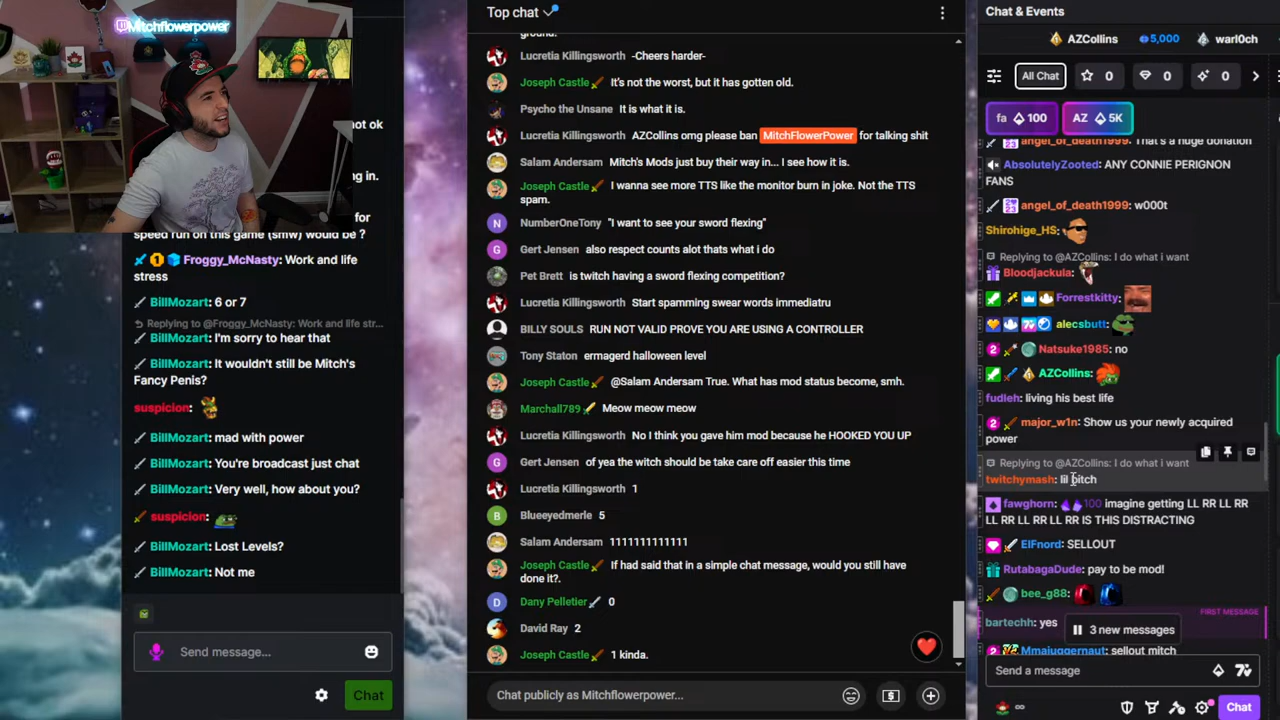 Mitchflowerpower
not ok
ng in.
for
speed run on this game (smw) would be ?
Froggy_McNasty: Work and life
stress
BillMozart: 6 or 7
Replying to @Froggy_McNasty: Work and life str...
BillMozart: I'm sorry to hear that
BillMozart: It wouldn't still be Mitch's
Fancy Penis?
suspicion:
BillMozart: mad with power
BillMozart: You're broadcast just chat
BillMozart: Very well, how about you?
suspicion:
BillMozart: Lost Levels?
BillMozart: Not me
Send message...
Chat
Top chat
ground.
Lucretia Killingsworth -Cheers harder-
Joseph Castle It's not the worst, but it has gotten old.
Psycho the Unsane It is what it is.
Lucretia Killingsworth AZCollins omg please ban MitchFlowerPower for talking shit
Salam Andersam Mitch's Mods just buy their way in... I see how it is.
Joseph Castle I wanna see more TTS like the monitor burn in joke. Not the TTS
spam.
N NumberOneTony "I want to see your sword flexing"
G Gert Jensen also respect counts alot thats what i do
Pet Brett is twitch having a sword flexing competition?
Lucretia Killingsworth Start spamming swear words immediatru
BILLY SOULS RUN NOT VALID PROVE YOU ARE USING A CONTROLLER
Tony Staton ermagerd halloween level
Joseph Castle @Salam Andersam True. What has mod status become, smh.
Marchall789 Meow meow meow
Lucretia Killingsworth No I think you gave him mod because he HOOKED YOU UP
G Gert Jensen of yea the witch should be take care off easier this time
Lucretia Killingsworth 1
B Blueeyedmerle 5
Salam Andersam 1111111111111
Joseph Castle If had said that in a simple chat message, would you still have
done it?.
D Dany Pelletier 0
David Ray 2
Joseph Castle 1 kinda.
Chat publicly as Mitchflowerpower...
Chat & Events
AZCollins 5,000 warl0ch
All Chat 0 0 0
fa 100 AZ 5K
angel_of_death1999: That's a huge donation
AbsolutelyZooted: ANY CONNIE PERIGNON
FANS
angel_of_death1999: w000t
Shirohige_HS:
Replying to @AZCollins: I do what i want
Bloodjackula:
Forrestkitty:
alecsbutt:
Natsuke1985: no
AZCollins:
fudleh: living his best life
major_w1n: Show us your newly acquired
power
Replying to @AZCollins: I do what i want
twitchymash: lil bitch
fawghorn: 100 imagine getting LL RR LL RR
LL RR LL RR LL RR IS THIS DISTRACTING
ElFnord: SELLOUT
RutabagaDude: pay to be mod!
bee_g88:
FIRST MESSAGE
bartechh: yes
3 new messages
Mmajuggernaut: sellout mitch
Send a message
Chat